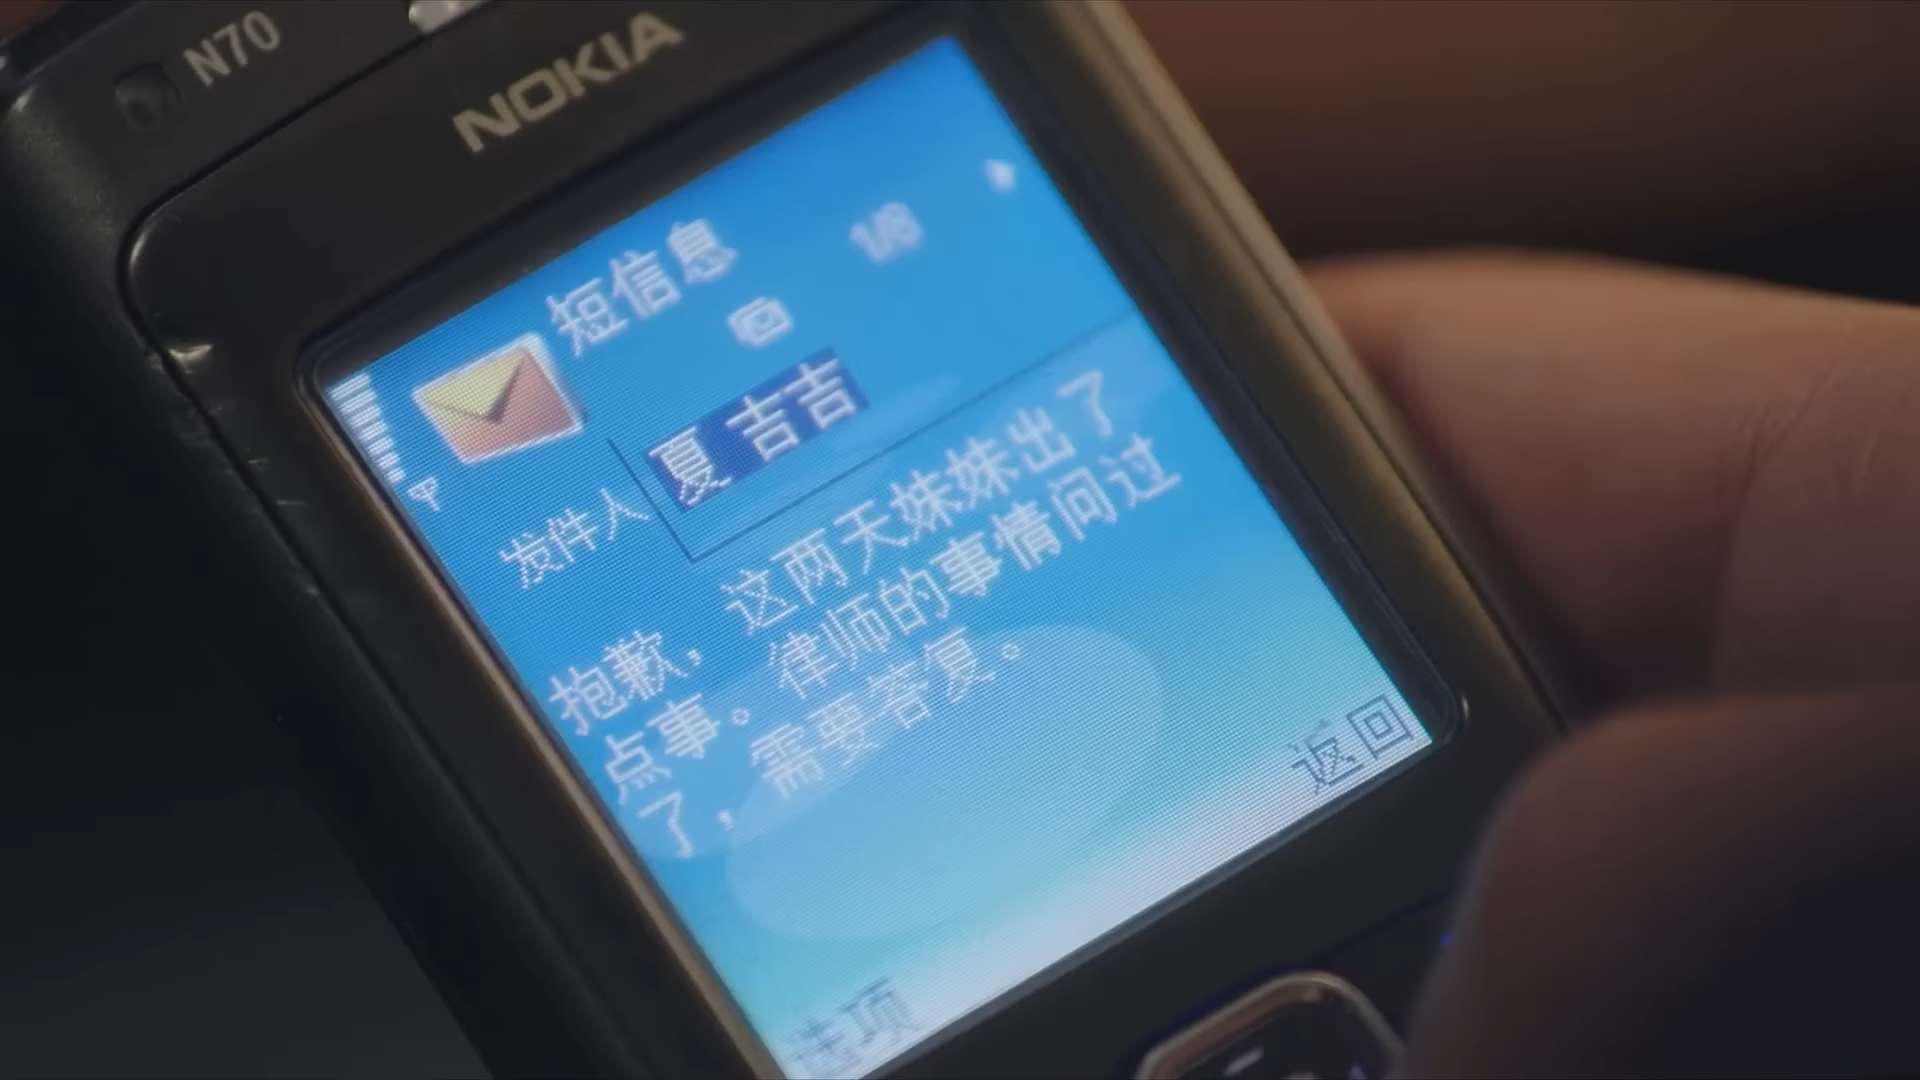 N70
NOKIA
短信息
1/8
发件人
夏 吉吉
抱歉，这两天妹妹出了
点事。律师的事情问过
了，需要答复。
选项
返回